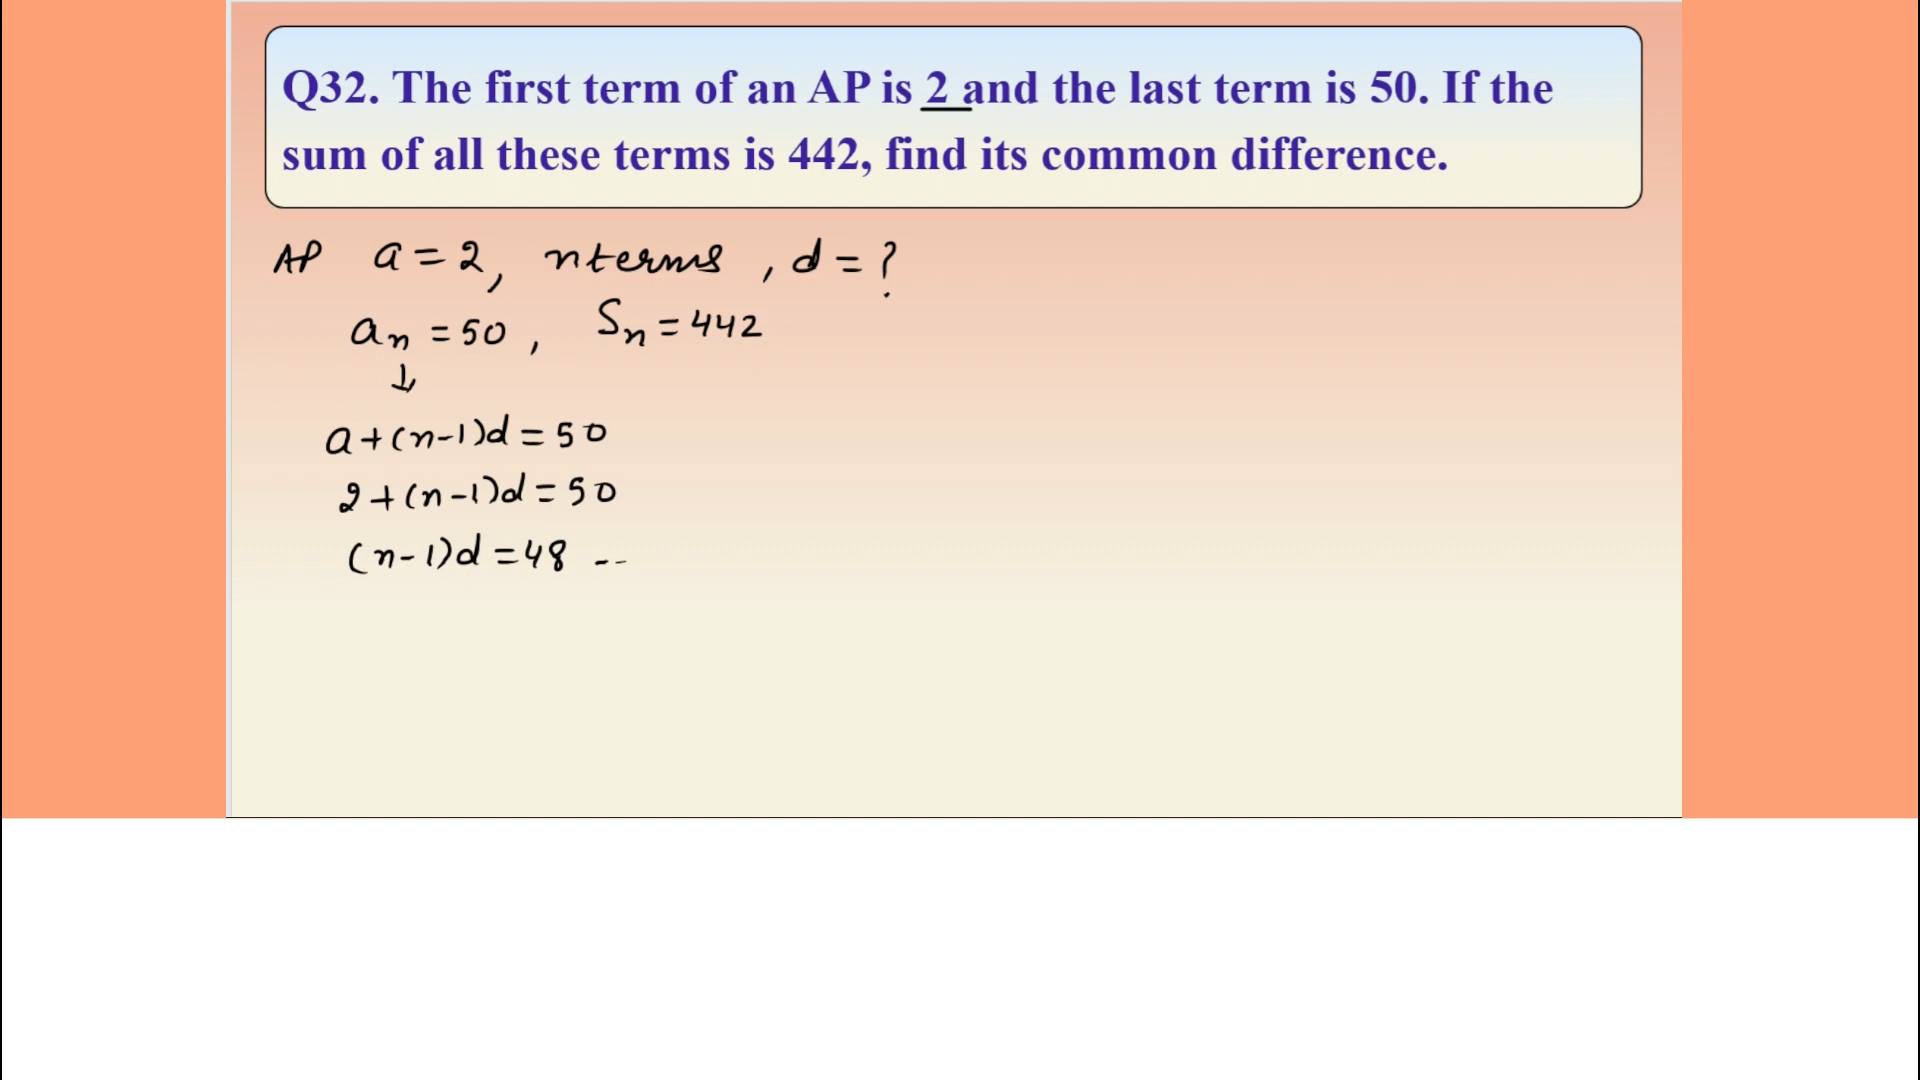 Q32. The first term of an AP is 2 and the last term is 50. If the
sum of all these terms is 442, find its common difference.
AP a = 2, n terms, d = ?
aₙ = 50, Sₙ = 442
↓
a+(n-1)d = 50
2+(n-1)d = 50
(n-1)d = 48 --